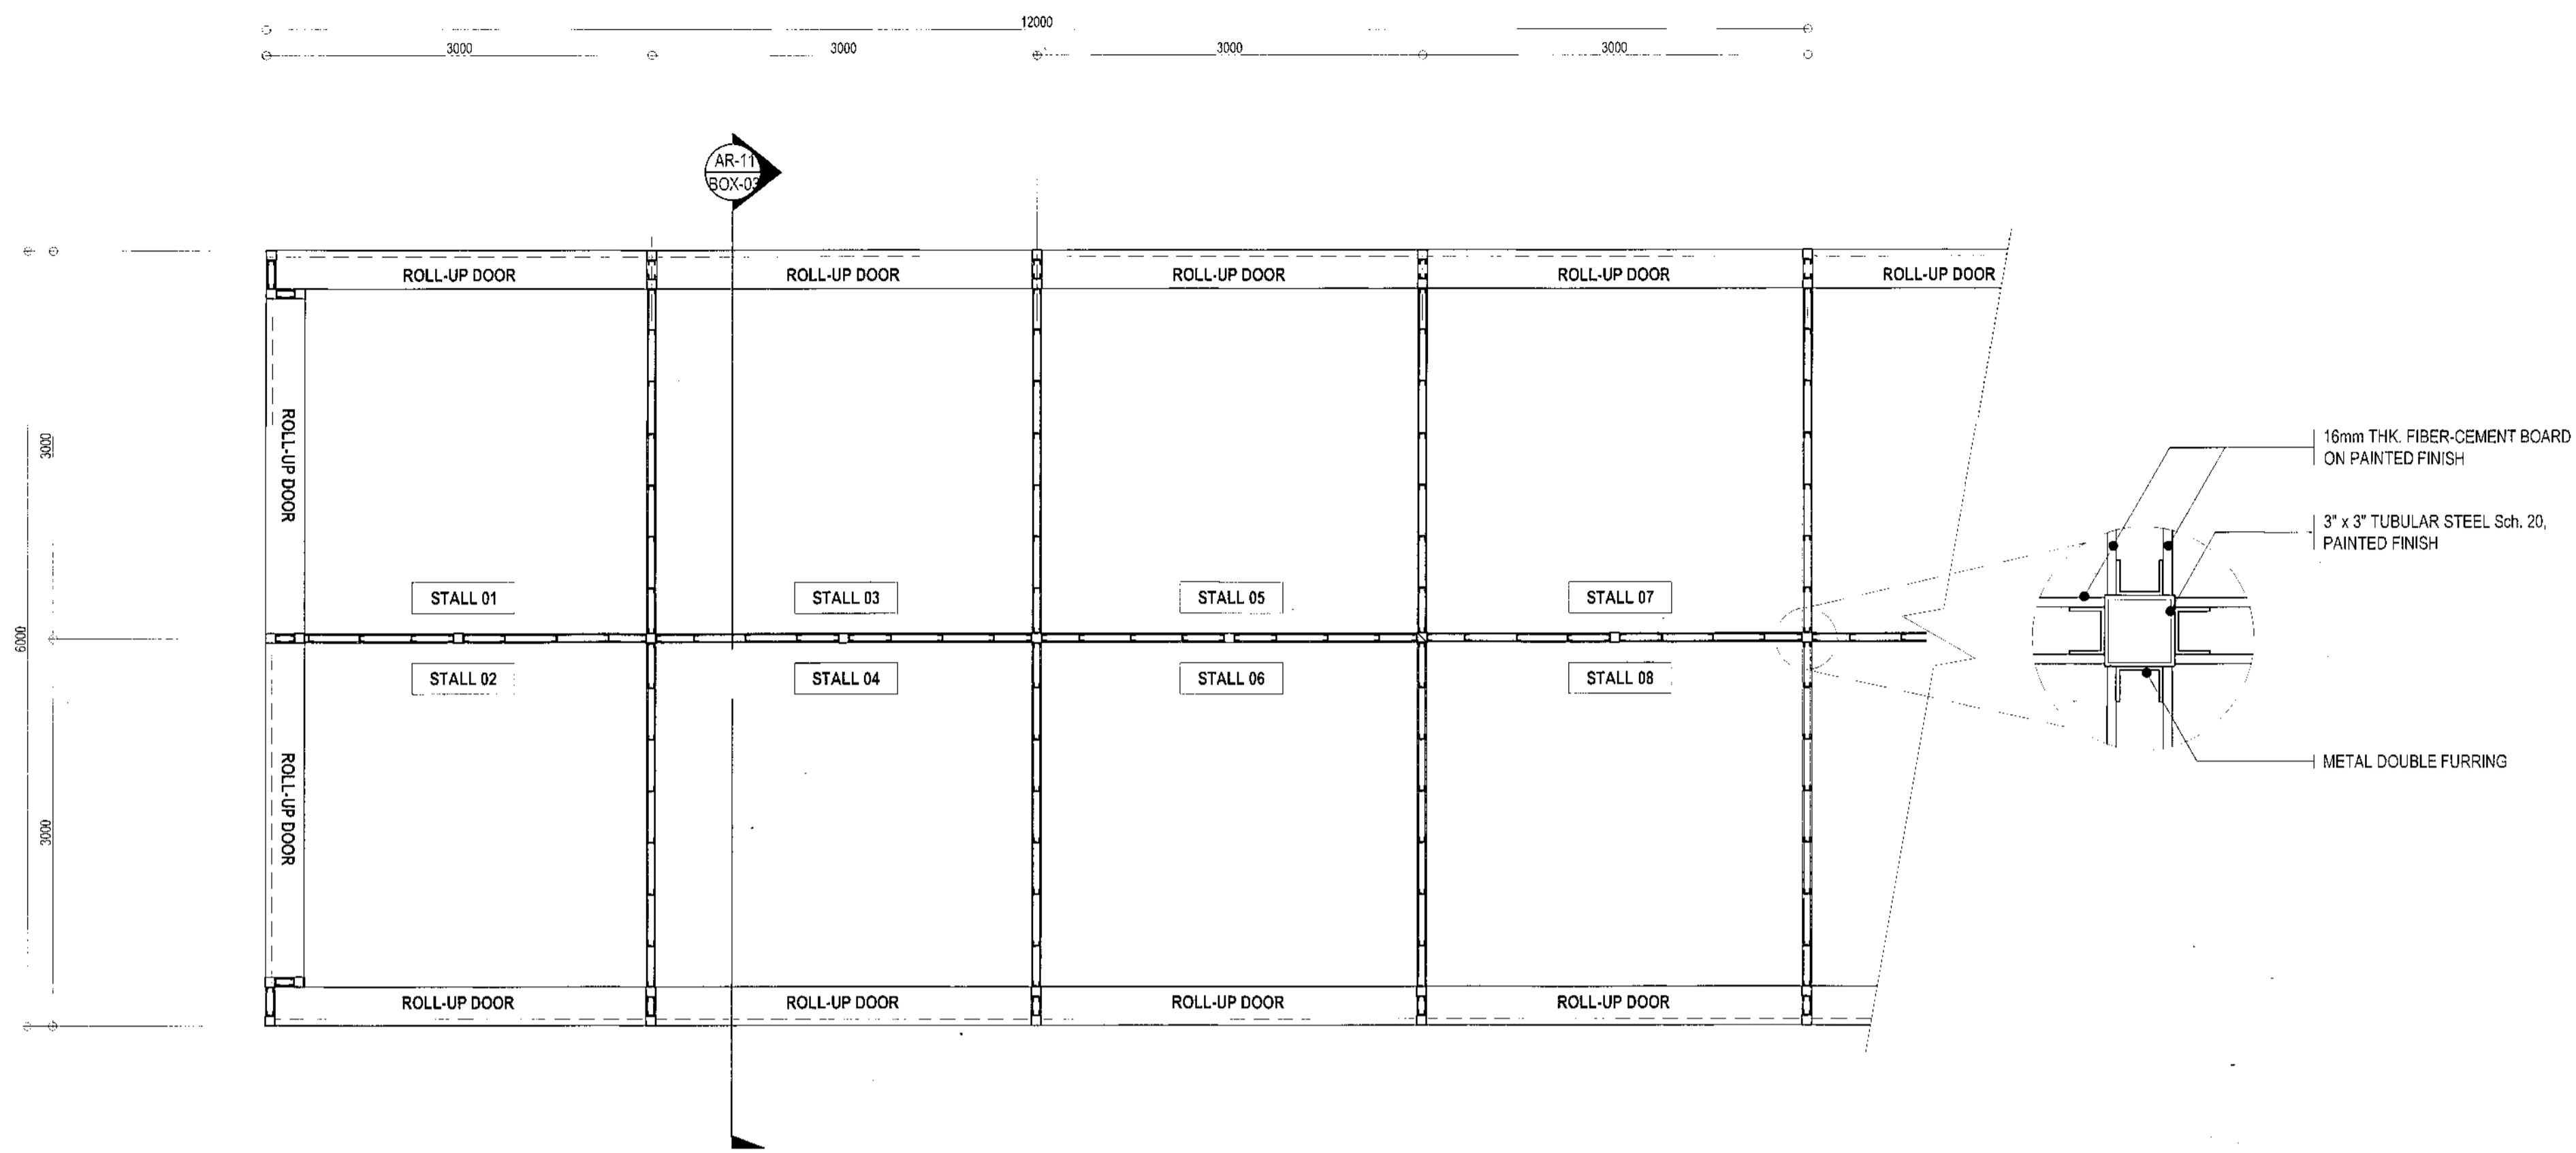 12000
3000
3000
3000
3000
AR-11
BOX-03
ROLL-UP DOOR
ROLL-UP DOOR
ROLL-UP DOOR
ROLL-UP DOOR
ROLL-UP DOOR
ROLL-UP DOOR
3000
6000
16mm THK. FIBER-CEMENT BOARD
ON PAINTED FINISH
3" x 3" TUBULAR STEEL Sch. 20,
PAINTED FINISH
STALL 01
STALL 03
STALL 05
STALL 07
STALL 02
STALL 04
STALL 06
STALL 08
METAL DOUBLE FURRING
ROLL-UP DOOR
3000
ROLL-UP DOOR
ROLL-UP DOOR
ROLL-UP DOOR
ROLL-UP DOOR